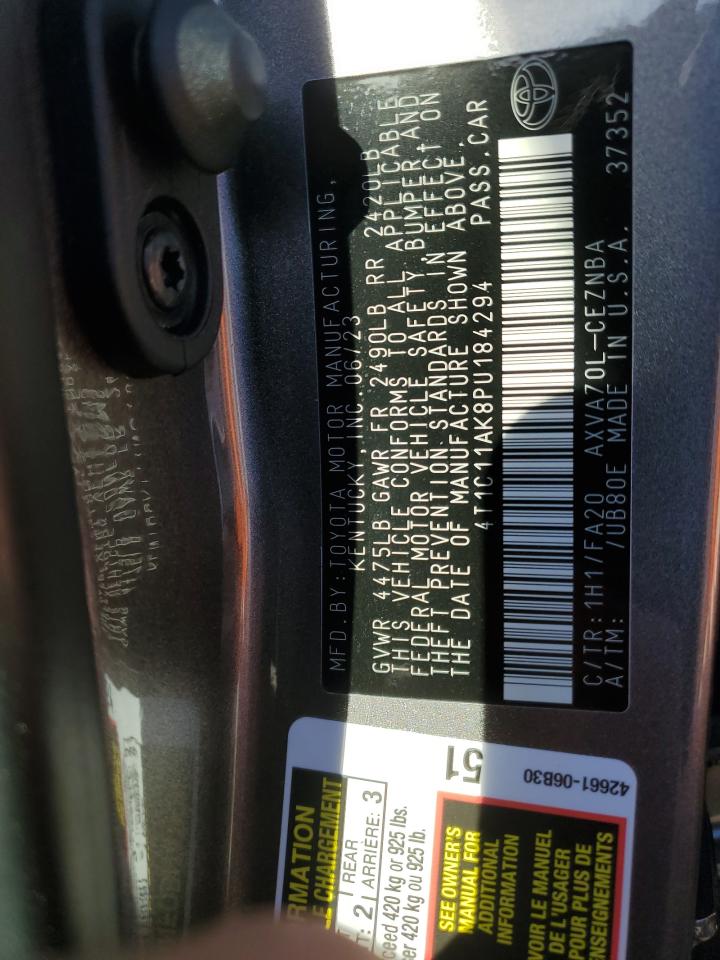 MFD.BY:TOYOTA MOTOR MANUFACTURING,
KENTUCKY,INC.06/23
GVWR 4475LB GAWR FR 2490LB RR 2420LB
THIS VEHICLE CONFORMS TO ALL APPLICABLE
FEDERAL MOTOR VEHICLE SAFETY, BUMPER,AND
THEFT PREVENTION STANDARDS IN EFFECT ON
THE DATE OF MANUFACTURE SHOWN ABOVE.
4T1C11AK8PU184294 PASS.CAR
C/TR:1H1/FA20 AXVA70L-CEZNBA
A/TM: /UB80E MADE IN U.S.A. 37352
51
42661-06B30
RMATION
E CHARGEMENT
T: 2
REAR
ARRIÈRE: 3
ceed 420 kg or 925 lbs.
er 420 kg ou 925 lb.
SEE OWNER'S
MANUAL FOR
ADDITIONAL
INFORMATION
VOIR LE MANUEL
DE L'USAGER
POUR PLUS DE
ENSEIGNEMENTS